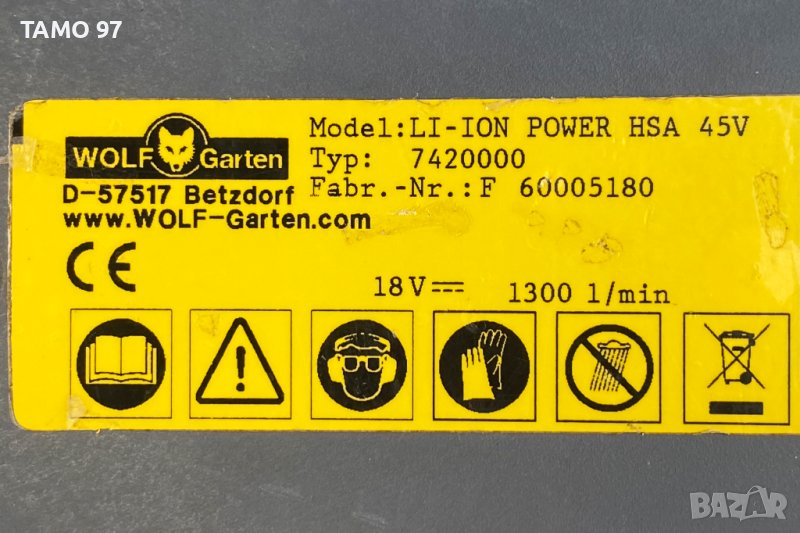 TAMO 97
WOLF Garten
D-57517 Betzdorf
www.WOLF-Garten.com
Model:LI-ION POWER HSA 45V
Typ: 7420000
Fabr.-Nr.:F 60005180
CE
18V 1300 1/min
BAZAR